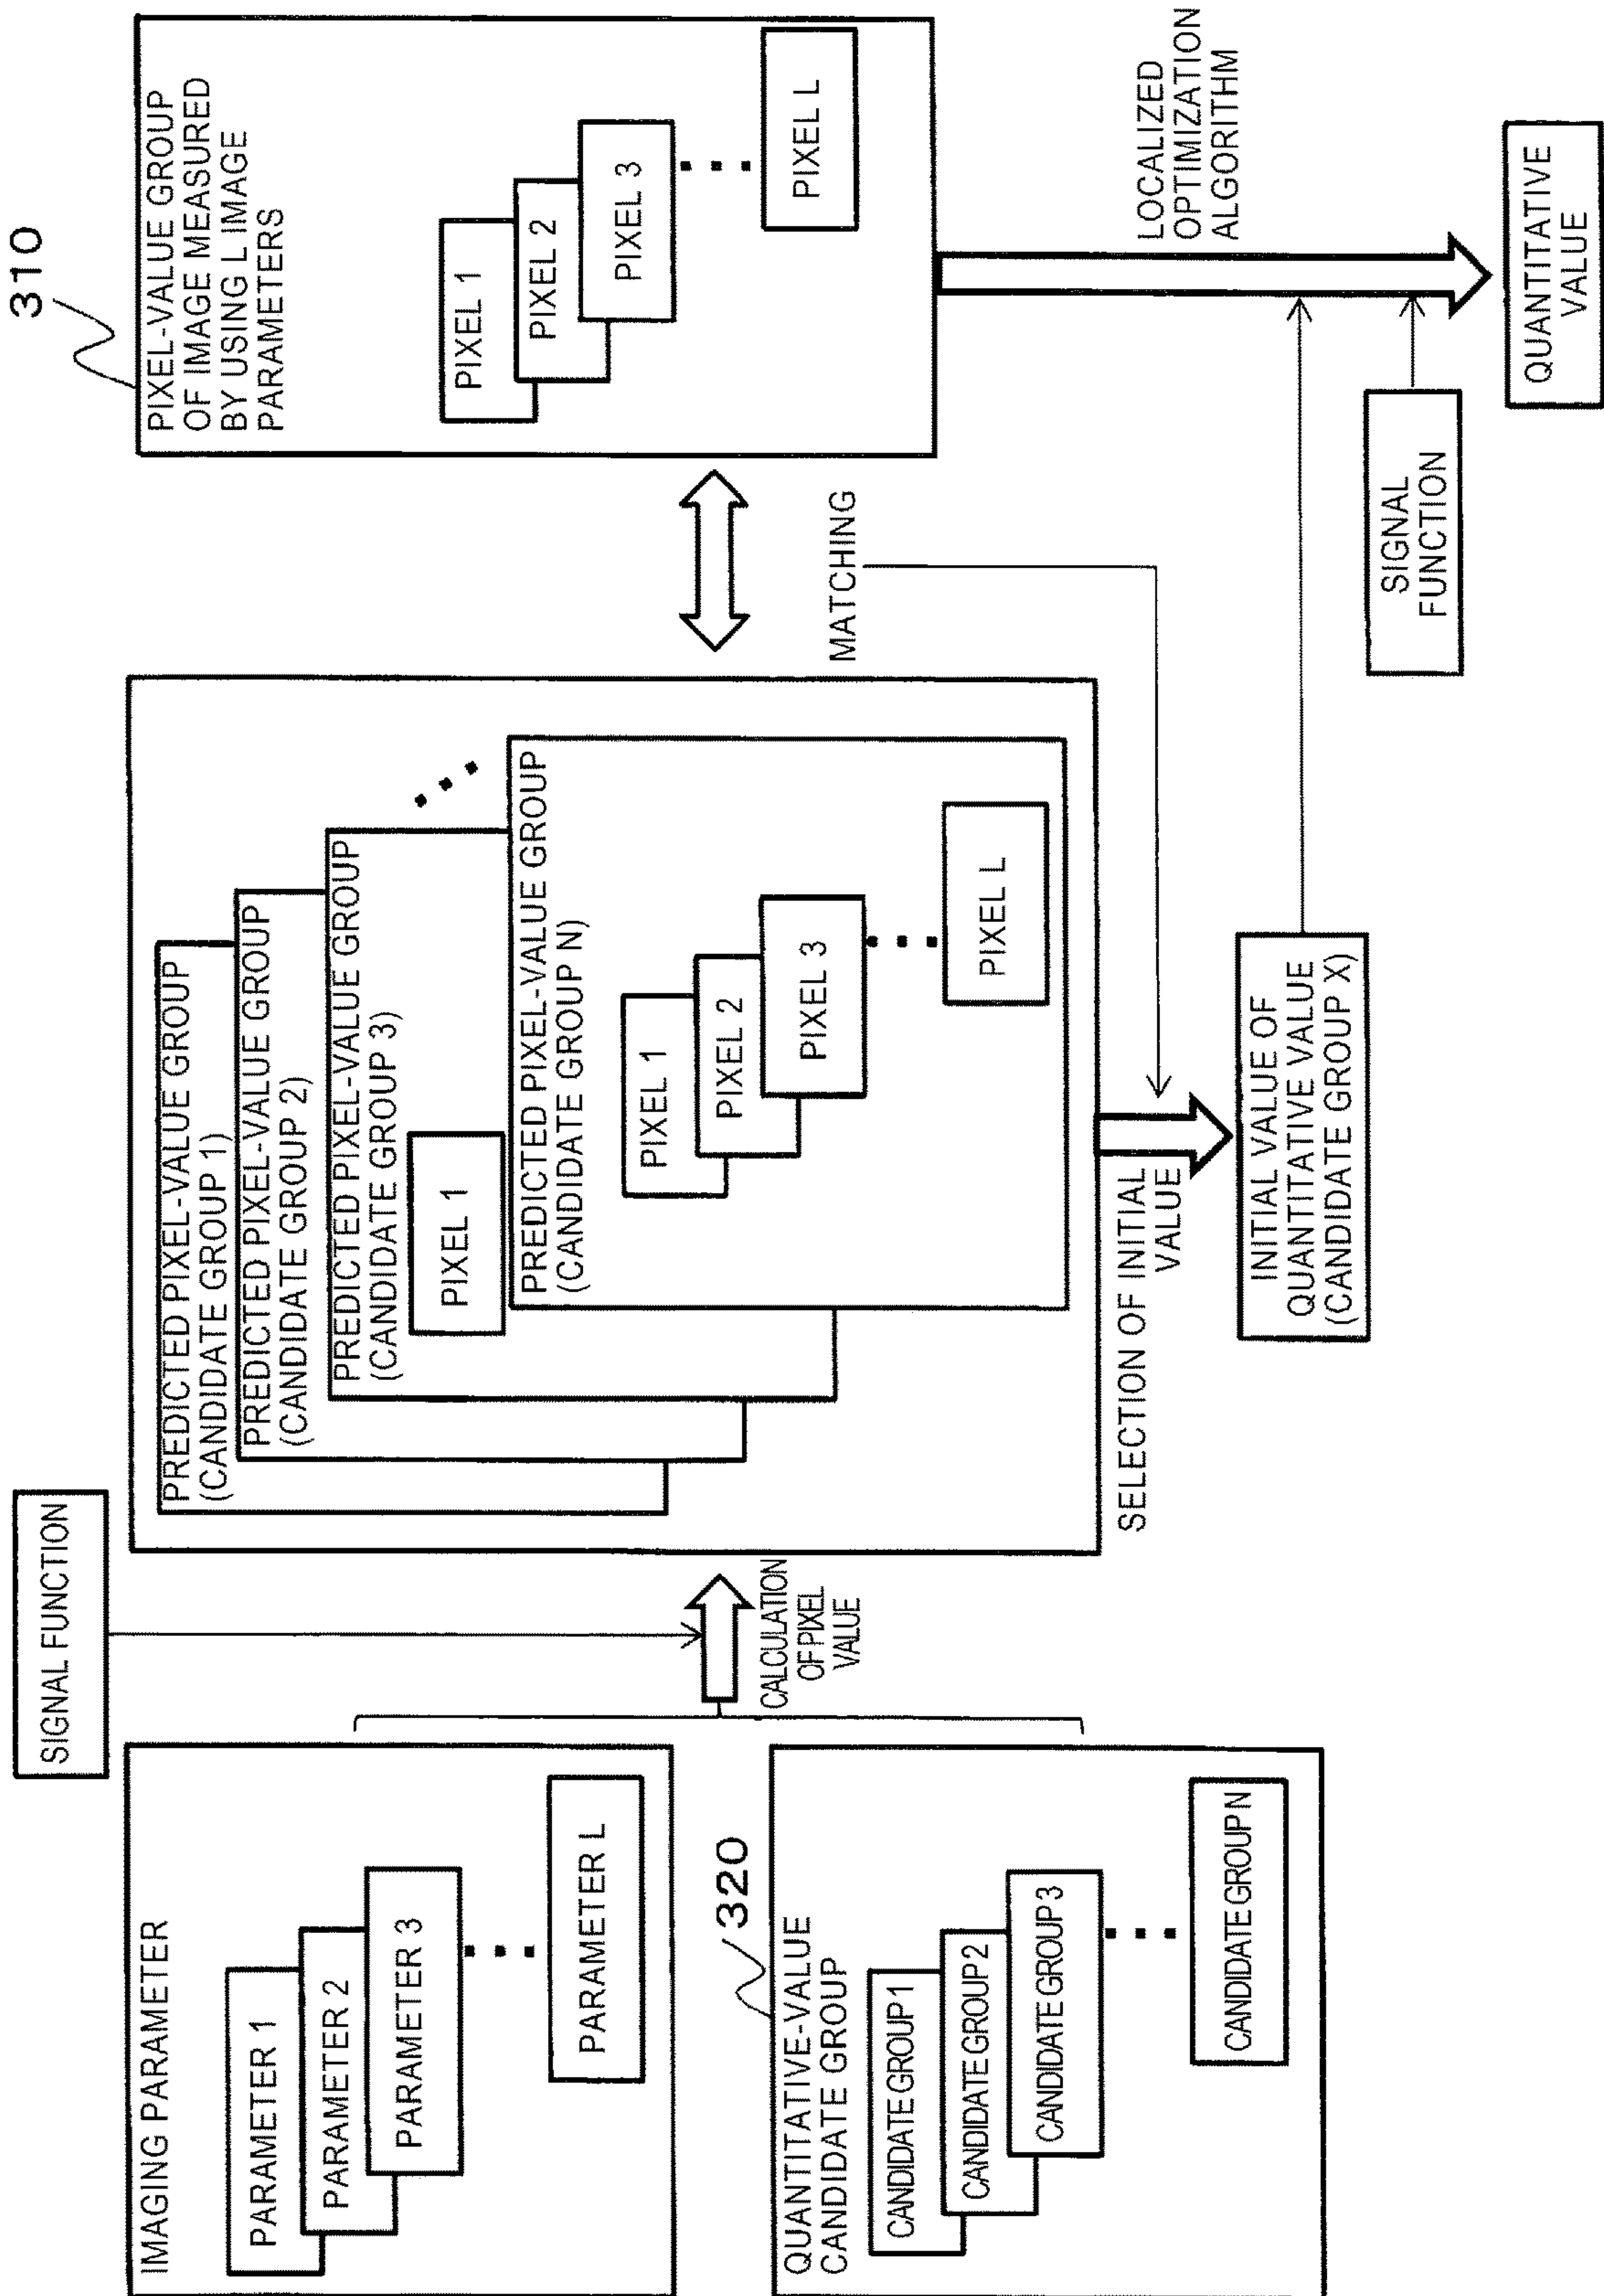 SIGNAL FUNCTION
IMAGING PARAMETER
PARAMETER 1
PARAMETER 2
PARAMETER 3
PARAMETER L
320
QUANTITATIVE-VALUE
CANDIDATE GROUP
CANDIDATE GROUP 1
CANDIDATE GROUP 2
CANDIDATE GROUP 3
CANDIDATE GROUP N
CALCULATION
OF PIXEL
VALUE
PREDICTED PIXEL-VALUE GROUP
(CANDIDATE GROUP 1)
PREDICTED PIXEL-VALUE GROUP
(CANDIDATE GROUP 2)
PREDICTED PIXEL-VALUE GROUP
(CANDIDATE GROUP 3)
PIXEL 1
PREDICTED PIXEL-VALUE GROUP
(CANDIDATE GROUP N)
PIXEL 1
PIXEL 2
PIXEL 3
PIXEL L
SELECTION OF INITIAL
VALUE
INITIAL VALUE OF
QUANTITATIVE VALUE
(CANDIDATE GROUP X)
MATCHING
310
PIXEL-VALUE GROUP
OF IMAGE MEASURED
BY USING L IMAGE
PARAMETERS
PIXEL 1
PIXEL 2
PIXEL 3
PIXEL L
LOCALIZED
OPTIMIZATION
ALGORITHM
SIGNAL
FUNCTION
QUANTITATIVE
VALUE